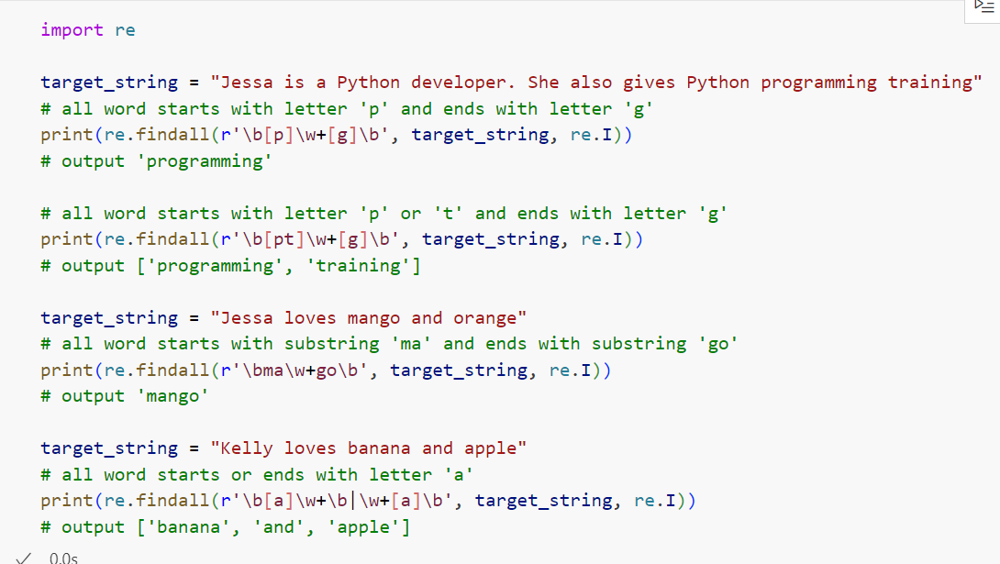 import re
target_string = "Jessa is a Python developer. She also gives Python programming training"
# all word starts with letter 'p' and ends with letter 'g'
print(re.findall(r'\b[p]\w+[g]\b', target_string, re.I))
# output 'programming'
# all word starts with letter 'p' or 't' and ends with letter 'g'
print(re.findall(r'\b[pt]\w+[g]\b', target_string, re.I))
# output ['programming', 'training']
target_string = "Jessa loves mango and orange"
# all word starts with substring 'ma' and ends with substring 'go'
print(re.findall(r'\bma\w+go\b', target_string, re.I))
# output 'mango'
target_string = "Kelly loves banana and apple"
# all word starts or ends with letter 'a'
print(re.findall(r'\b[a]\w+\b|\w+[a]\b', target_string, re.I))
# output ['banana', 'and', 'apple']
0.0s